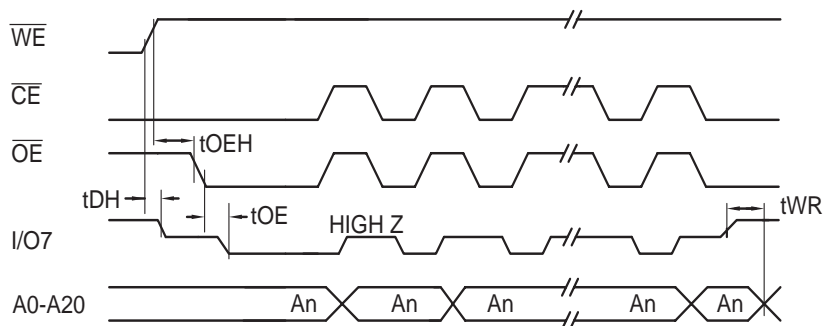 WE
CE
OE
tOEH
tDH
tOE
tWR
I/O7
HIGH Z
A0-A20
An
An
An
An
An